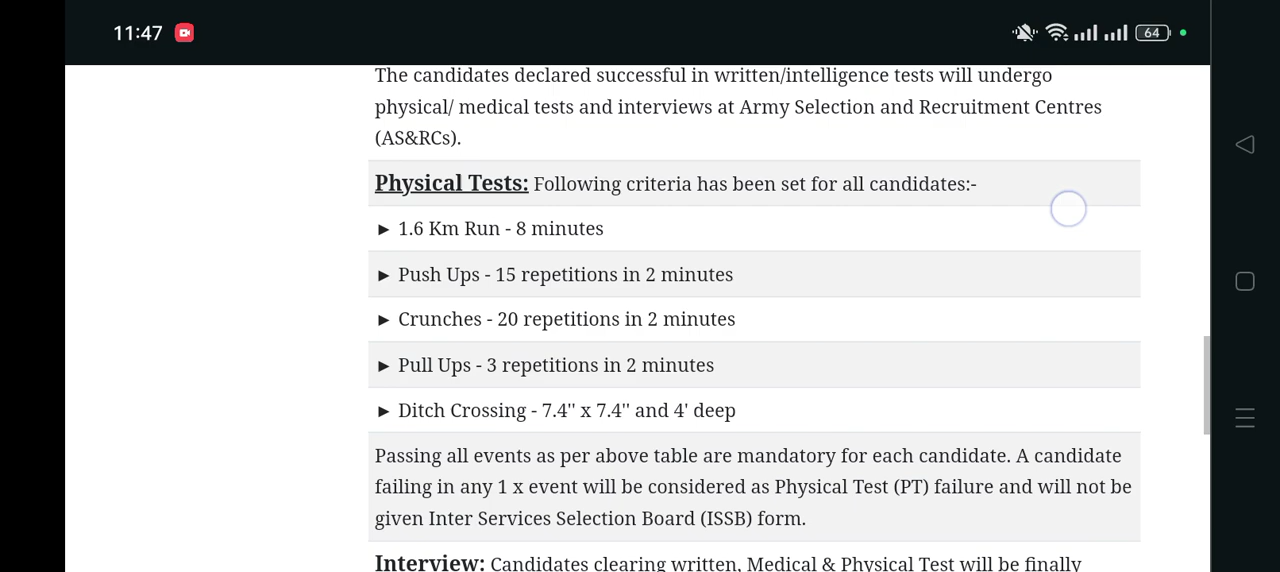 11:47
64
The candidates declared successful in written/intelligence tests will undergo
physical/ medical tests and interviews at Army Selection and Recruitment Centres
(AS&RCs).
Physical Tests: Following criteria has been set for all candidates:-
► 1.6 Km Run - 8 minutes
► Push Ups - 15 repetitions in 2 minutes
► Crunches - 20 repetitions in 2 minutes
► Pull Ups - 3 repetitions in 2 minutes
► Ditch Crossing - 7.4'' x 7.4'' and 4' deep
Passing all events as per above table are mandatory for each candidate. A candidate
failing in any 1 x event will be considered as Physical Test (PT) failure and will not be
given Inter Services Selection Board (ISSB) form.
Interview: Candidates clearing written, Medical & Physical Test will be finally